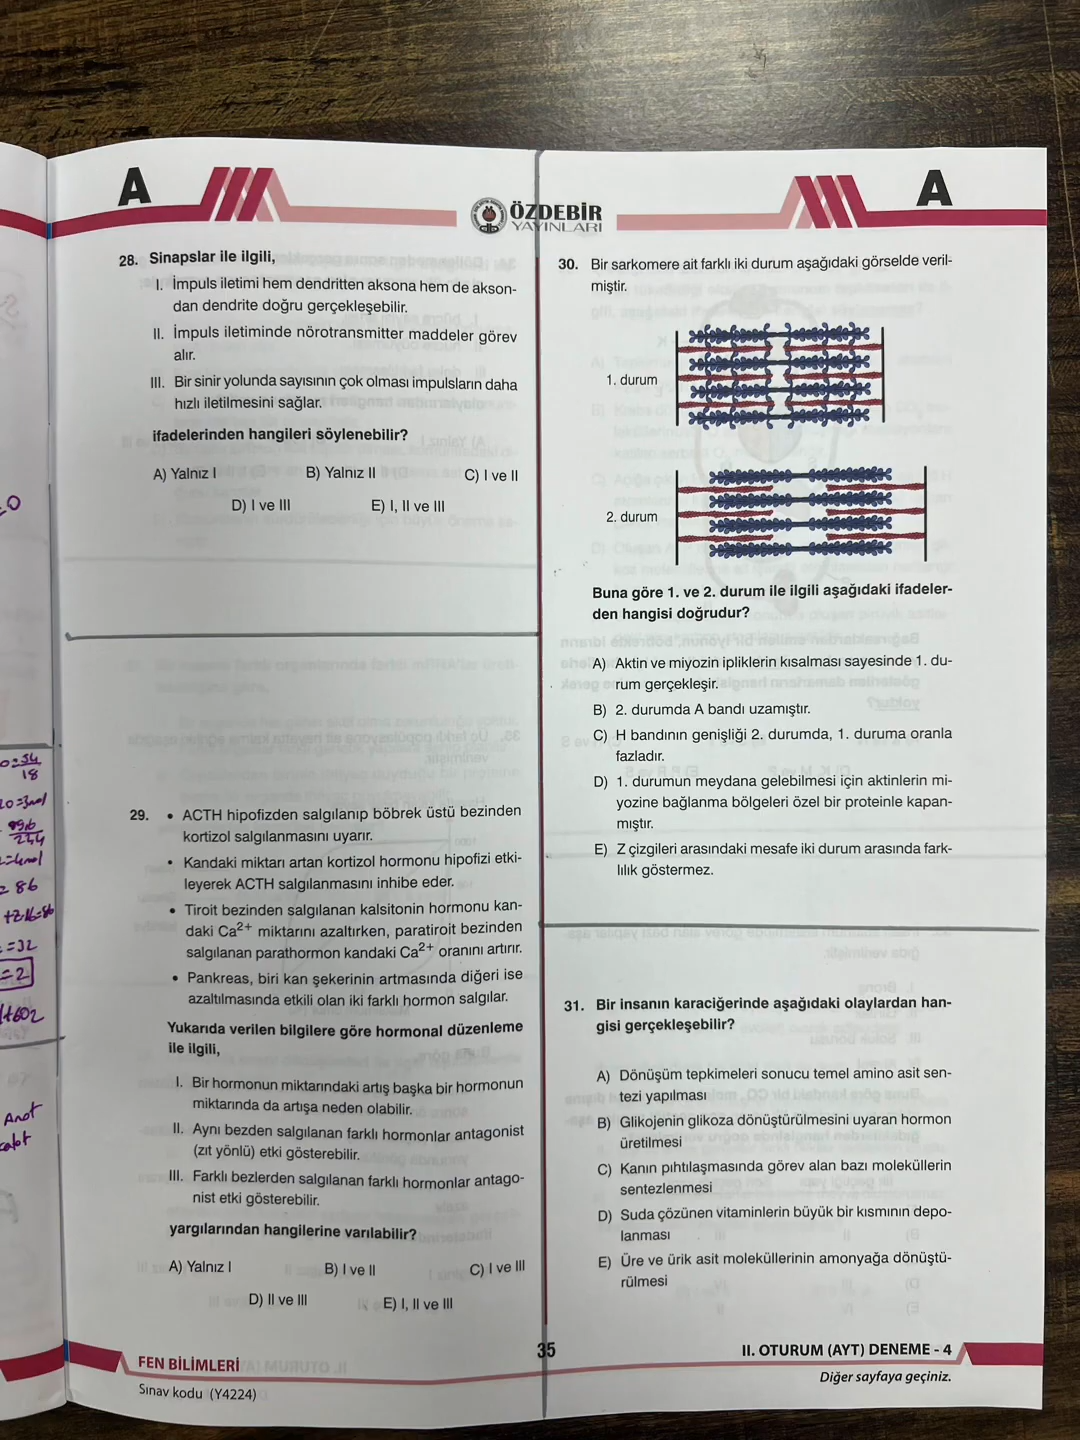 A
ÖZDEBİR
YAYINLARI
A
28. Sinapslar ile ilgili,
I. İmpuls iletimi hem dendritten aksona hem de akson-
dan dendrite doğru gerçekleşebilir.
II. İmpuls iletiminde nörotransmitter maddeler görev
alır.
III. Bir sinir yolunda sayısının çok olması impulsların daha
hızlı iletilmesini sağlar.
ifadelerinden hangileri söylenebilir?
A) Yalnız I B) Yalnız II C) I ve II
D) I ve III E) I, II ve III
29. • ACTH hipofizden salgılanıp böbrek üstü bezinden
kortizol salgılanmasını uyarır.
• Kandaki miktarı artan kortizol hormonu hipofizi etki-
leyerek ACTH salgılanmasını inhibe eder.
• Tiroit bezinden salgılanan kalsitonin hormonu kan-
daki Ca2+ miktarını azaltırken, paratiroit bezinden
salgılanan parathormon kandaki Ca2+ oranını artırır.
• Pankreas, biri kan şekerinin artmasında diğeri ise
azaltılmasında etkili olan iki farklı hormon salgılar.
Yukarıda verilen bilgilere göre hormonal düzenleme
ile ilgili,
I. Bir hormonun miktarındaki artış başka bir hormonun
miktarında da artışa neden olabilir.
II. Aynı bezden salgılanan farklı hormonlar antagonist
(zıt yönlü) etki gösterebilir.
III. Farklı bezlerden salgılanan farklı hormonlar antago-
nist etki gösterebilir.
yargılarından hangilerine varılabilir?
A) Yalnız I B) I ve II C) I ve III
D) II ve III E) I, II ve III
30. Bir sarkomere ait farklı iki durum aşağıdaki görselde veril-
miştir.
1. durum
2. durum
Buna göre 1. ve 2. durum ile ilgili aşağıdaki ifadeler-
den hangisi doğrudur?
A) Aktin ve miyozin ipliklerin kısalması sayesinde 1. du-
rum gerçekleşir.
B) 2. durumda A bandı uzamıştır.
C) H bandının genişliği 2. durumda, 1. duruma oranla
fazladır.
D) 1. durumun meydana gelebilmesi için aktinlerin mi-
yozine bağlanma bölgeleri özel bir proteinle kapan-
mıştır.
E) Z çizgileri arasındaki mesafe iki durum arasında fark-
lılık göstermez.
31. Bir insanın karaciğerinde aşağıdaki olaylardan han-
gisi gerçekleşebilir?
A) Dönüşüm tepkimeleri sonucu temel amino asit sen-
tezi yapılması
B) Glikojenin glikoza dönüştürülmesini uyaran hormon
üretilmesi
C) Kanın pıhtılaşmasında görev alan bazı moleküllerin
sentezlenmesi
D) Suda çözünen vitaminlerin büyük bir kısmının depo-
lanması
E) Üre ve ürik asit moleküllerinin amonyağa dönüştü-
rülmesi
FEN BİLİMLERİ
Sınav kodu (Y4224)
35
II. OTURUM (AYT) DENEME - 4
Diğer sayfaya geçiniz.
18
86
=32
=2
Anot